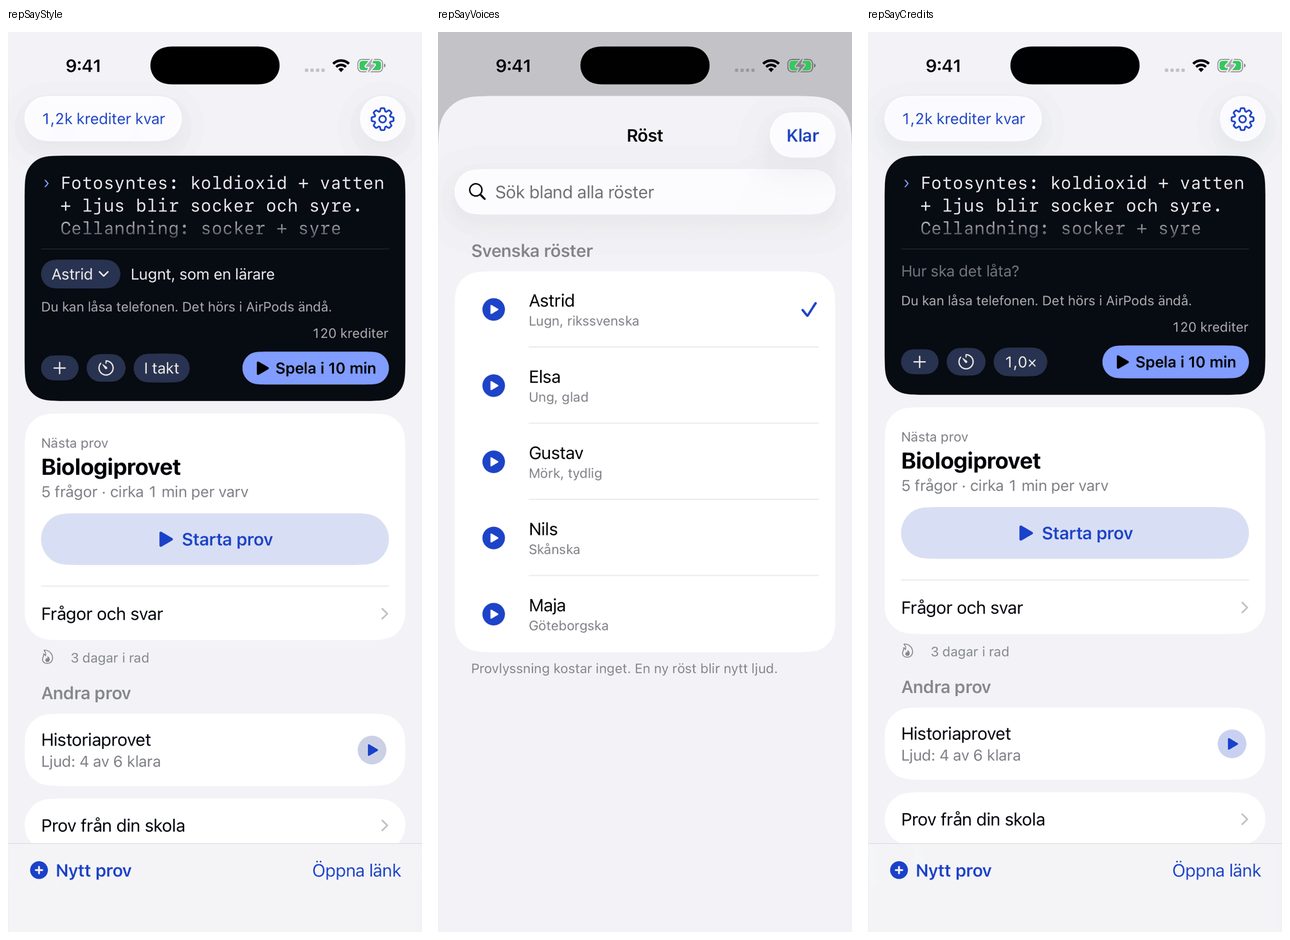 repSayStyle
9:41
1,2k krediter kvar
› Fotosyntes: koldioxid + vatten
+ ljus blir socker och syre.
Cellandning: socker + syre
Astrid Lugnt, som en lärare
Du kan låsa telefonen. Det hörs i AirPods ändå.
120 krediter
I takt Spela i 10 min
Nästa prov
Biologiprovet
5 frågor · cirka 1 min per varv
Starta prov
Frågor och svar
3 dagar i rad
Andra prov
Historiaprovet
Ljud: 4 av 6 klara
Prov från din skola
Nytt prov Öppna länk
repSayVoices
9:41
Röst Klar
Sök bland alla röster
Svenska röster
Astrid
Lugn, rikssvenska
Elsa
Ung, glad
Gustav
Mörk, tydlig
Nils
Skånska
Maja
Göteborgska
Provlyssning kostar inget. En ny röst blir nytt ljud.
repSayCredits
9:41
1,2k krediter kvar
› Fotosyntes: koldioxid + vatten
+ ljus blir socker och syre.
Cellandning: socker + syre
Hur ska det låta?
Du kan låsa telefonen. Det hörs i AirPods ändå.
120 krediter
1,0× Spela i 10 min
Nästa prov
Biologiprovet
5 frågor · cirka 1 min per varv
Starta prov
Frågor och svar
3 dagar i rad
Andra prov
Historiaprovet
Ljud: 4 av 6 klara
Prov från din skola
Nytt prov Öppna länk